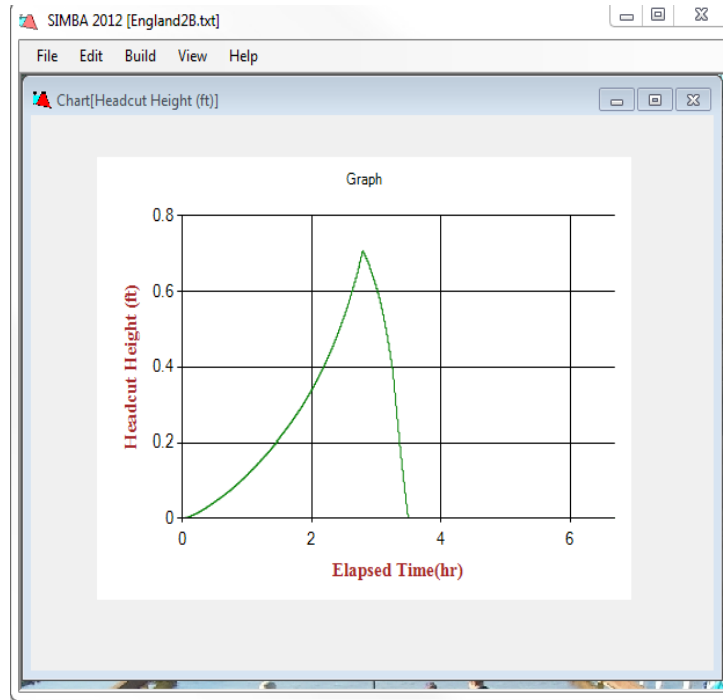 SIMBA 2012 [England2B.txt]
File Edit Build View Help
Chart[Headcut Height (ft)]
Graph
Headcut Height (ft)
0.8
0.6
0.4
0.2
0
0 2 4 6
Elapsed Time(hr)